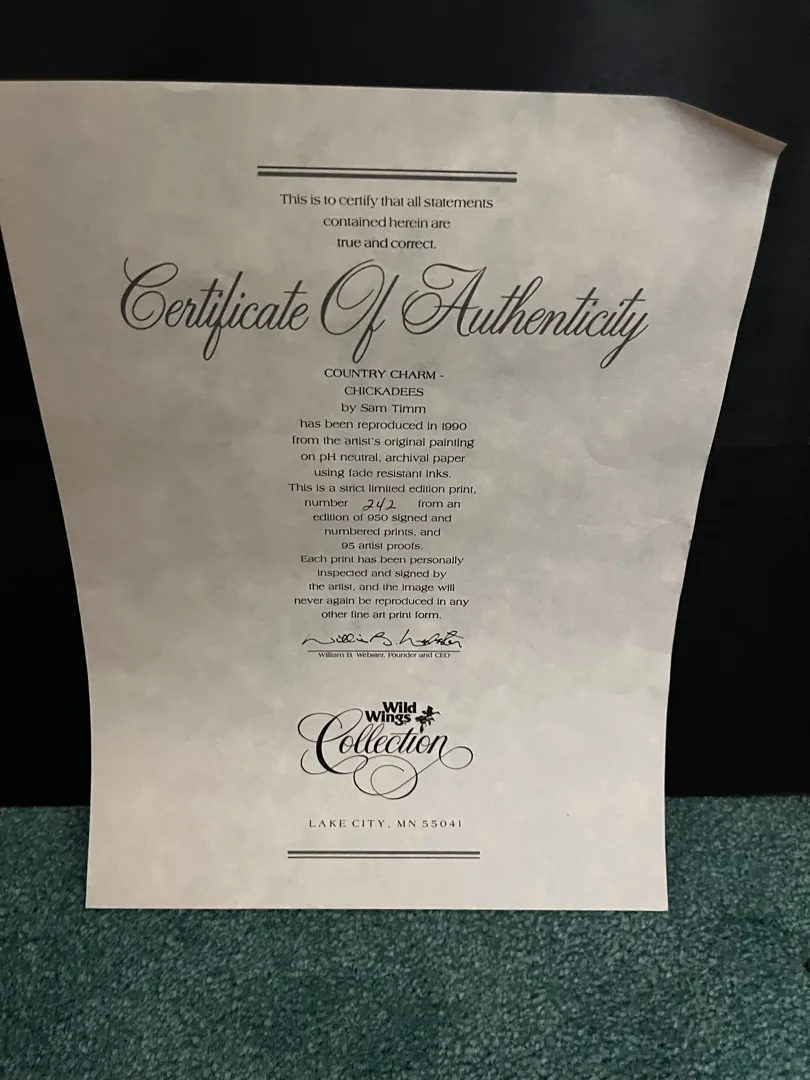 This is to certify that all statements
contained herein are
true and correct.
Certificate Of Authenticity
COUNTRY CHARM -
CHICKADEES
by Sam Timm
has been reproduced in 1990
from the artist's original painting
on pH neutral, archival paper
using fade resistant inks.
This is a strict limited edition print,
number 242 from an
edition of 950 signed and
numbered prints, and
95 artist proofs.
Each print has been personally
inspected and signed by
the artist, and the image will
never again be reproduced in any
other fine art print form.
William B. Webster
William B. Webster, Founder and CEO
Wild
Wings
Collection
LAKE CITY, MN 55041